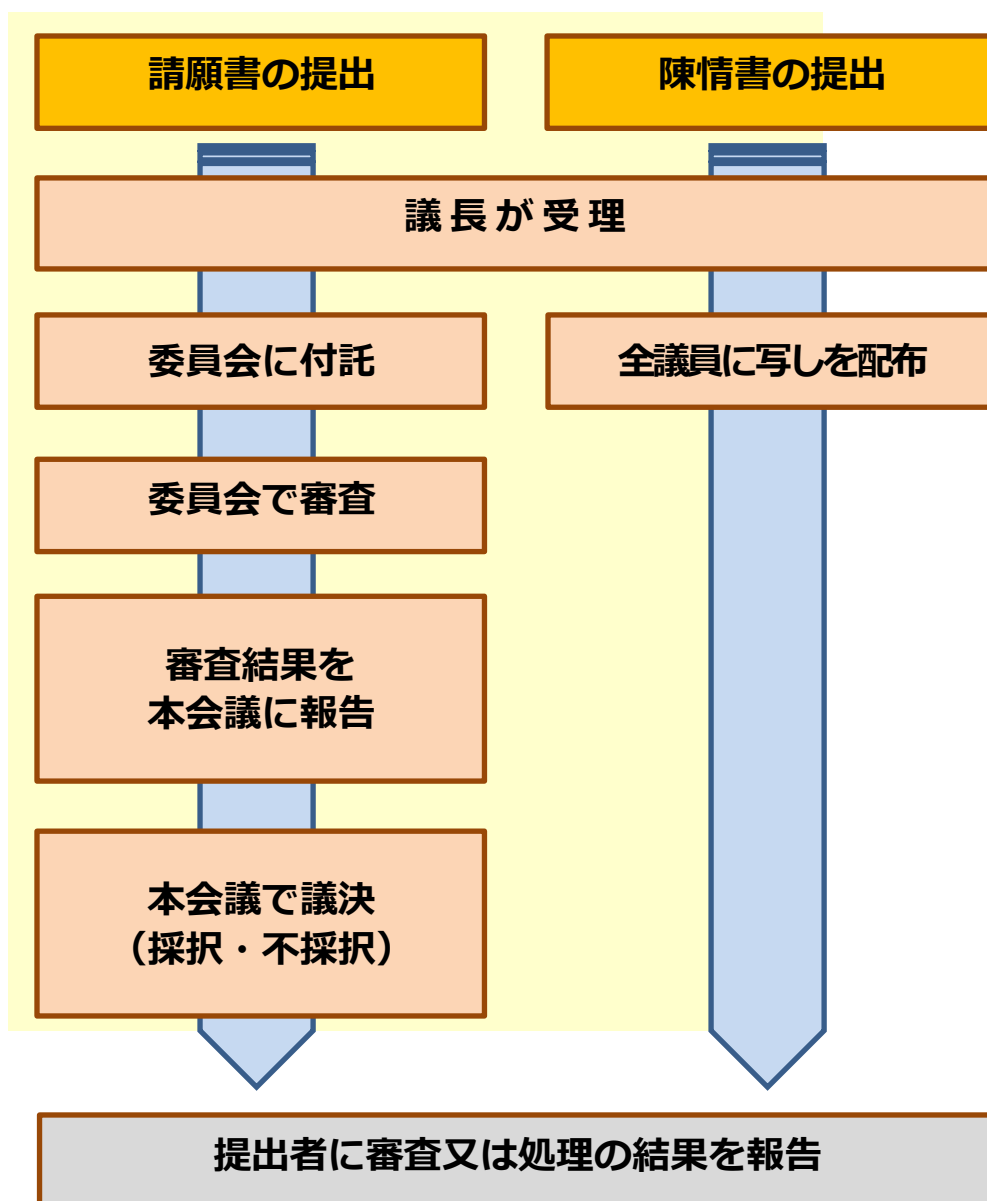 請願書の提出
陳情書の提出
議長が受理
委員会に付託
全議員に写しを配布
委員会で審査
審査結果を
本会議に報告
本会議で議決
（採択・不採択）
提出者に審査又は処理の結果を報告